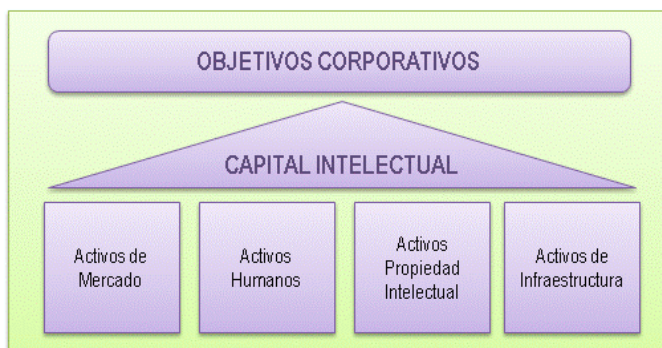 OBJETIVOS CORPORATIVOS
CAPITAL INTELECTUAL
Activos de
Mercado
Activos
Humanos
Activos
Propiedad
Intelectual
Activos de
Infraestructura